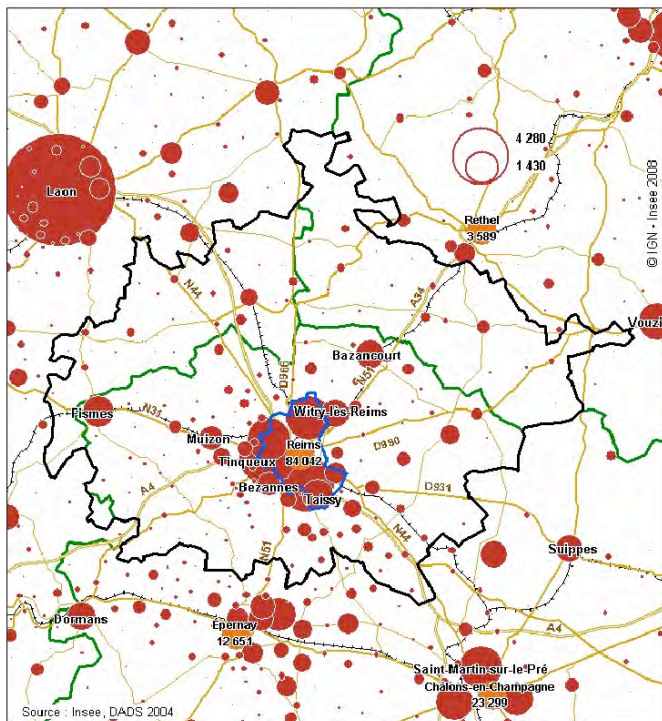 4 280
1 430
© IGN - Insee 2008
Laon
Rethel
3 589
N44
A34
Vouzi
Bazancourt
D966
N51
Fismes
N31
Witry-lès-Reims
Muizon
Reims
D980
Tinqueux
84 042
A4
Bezannes
Taissy
D931
N44
N51
Suippes
Dormans
Epernay
12 651
A4
Saint-Martin-sur-le Pré
Chalons-en-Champagne
23 299
Source : Insee, DADS 2004